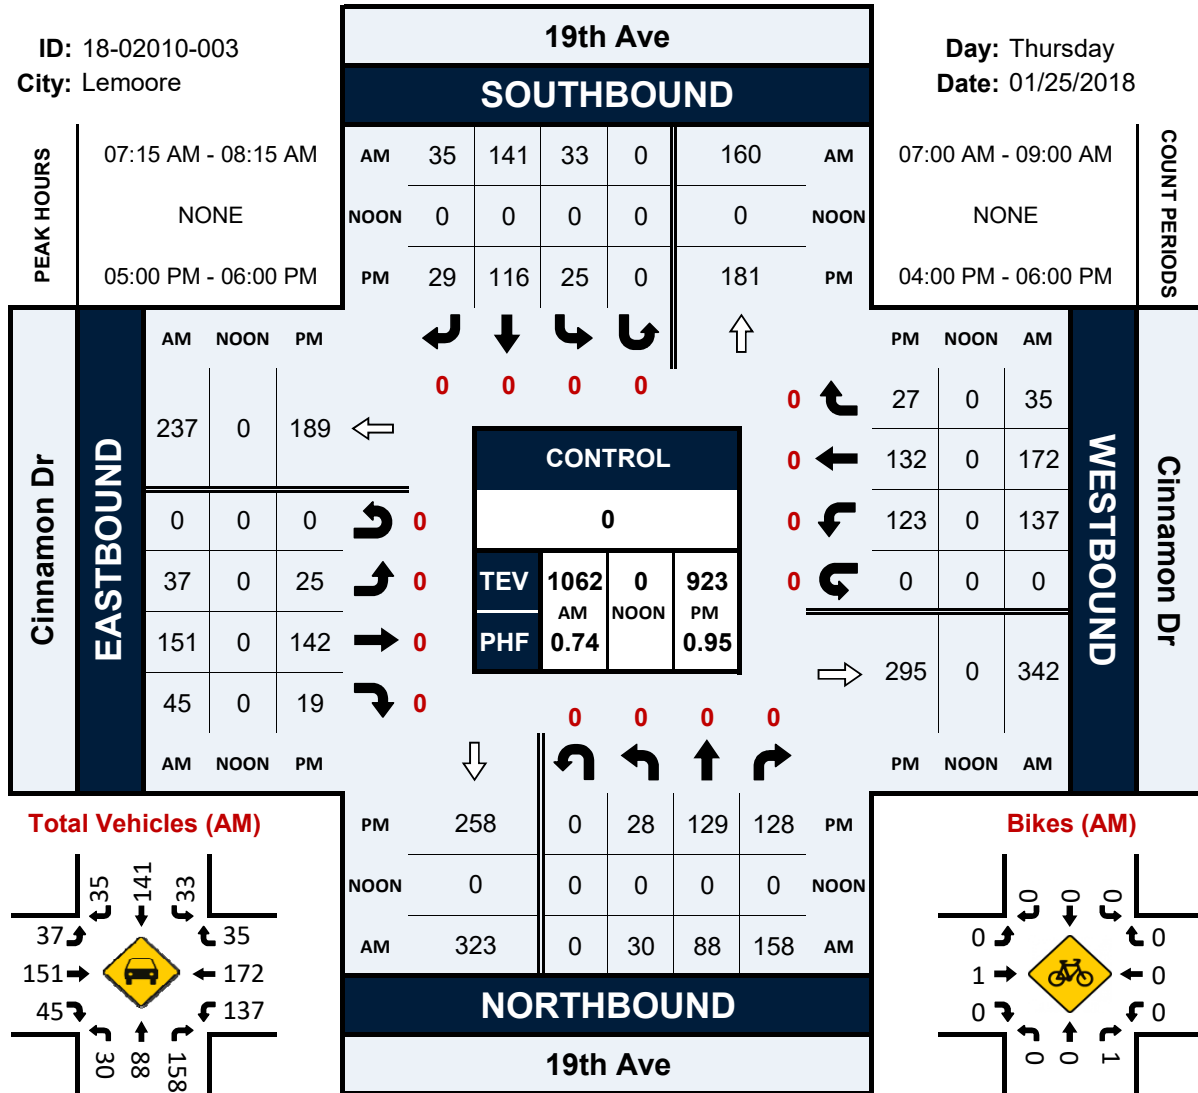 ID: 18-02010-003
City: Lemoore
19th Ave
SOUTHBOUND
Day: Thursday
Date: 01/25/2018
PEAK HOURS
07:15 AM - 08:15 AM
NONE
05:00 PM - 06:00 PM
AM 35 141 33 0 160 AM
NOON 0 0 0 0 0 NOON
PM 29 116 25 0 181 PM
07:00 AM - 09:00 AM
NONE
04:00 PM - 06:00 PM
COUNT PERIODS
0 0 0 0
Cinnamon Dr
EASTBOUND
AM NOON PM
237 0 189
0 0 0 0
37 0 25 0
151 0 142 0
45 0 19 0
AM NOON PM
CONTROL
0
TEV 1062 0 923
AM NOON PM
PHF 0.74 0.95
PM NOON AM
0 27 0 35
0 132 0 172
0 123 0 137
0 0 0 0
295 0 342
PM NOON AM
WESTBOUND
Cinnamon Dr
0 0 0 0
PM 258 0 28 129 128 PM
NOON 0 0 0 0 0 NOON
AM 323 0 30 88 158 AM
NORTHBOUND
19th Ave
Total Vehicles (AM)
35 141 33
37 35
151 172
45 137
30 88 158
Bikes (AM)
0 0 0
0 0
1 0
0 0
0 0 1